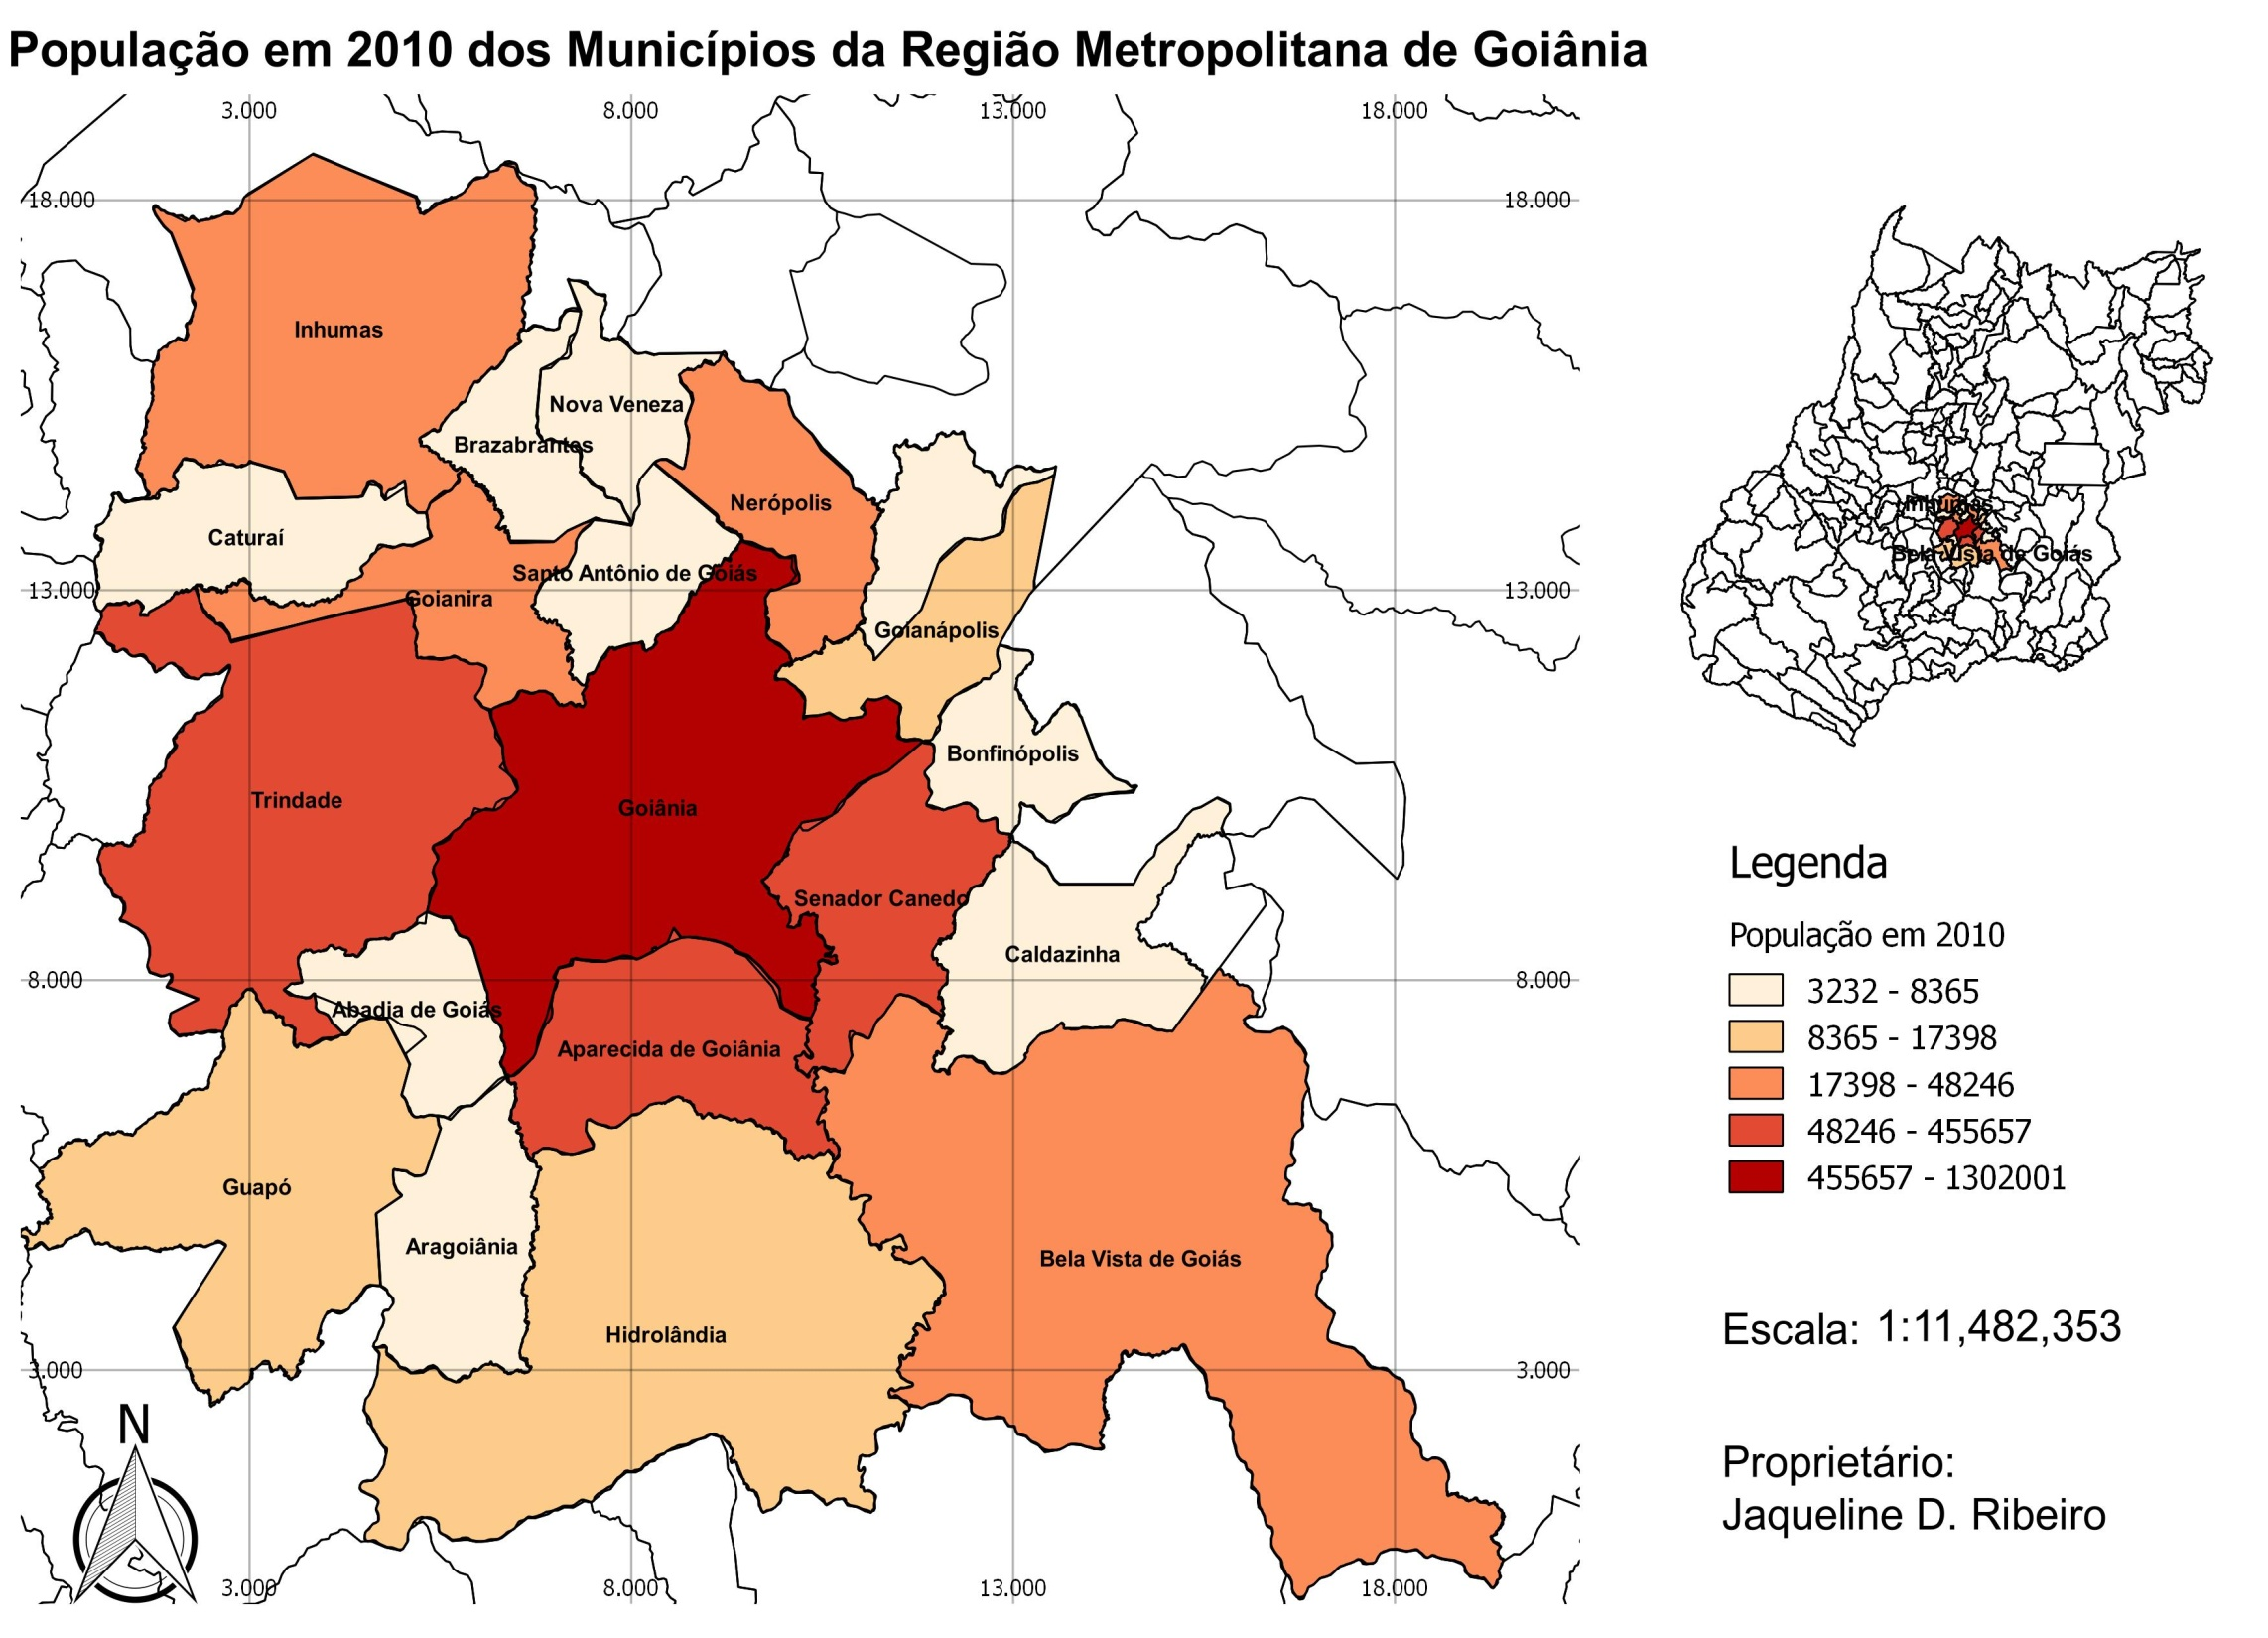 População em 2010 dos Municípios da Região Metropolitana de Goiânia
3.000 8.000 13.000 18.000
18.000 18.000
Inhumas
Nova Veneza
Brazabrantes
Nerópolis
Caturaí
Santo Antônio de Goiás
13.000 13.000
Goianira
Goianápolis
Bonfinópolis
Trindade
Goiânia
Senador Canedo
Caldazinha
8.000 8.000
Abadia de Goiás
Aparecida de Goiânia
Guapó
Aragoiânia
Bela Vista de Goiás
Hidrolândia
3.000 3.000
N
3.000 8.000 13.000 18.000
Inhumas
Bela Vista de Goiás
Legenda
População em 2010
3232 - 8365
8365 - 17398
17398 - 48246
48246 - 455657
455657 - 1302001
Escala: 1:11,482,353
Proprietário:
Jaqueline D. Ribeiro